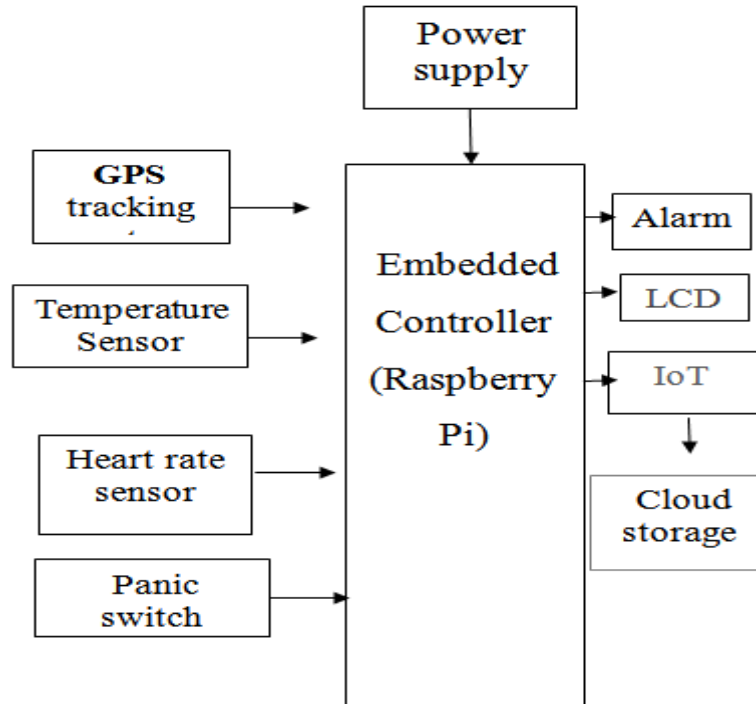 Power
supply
GPS
tracking
Temperature
Sensor
Heart rate
sensor
Panic
switch
Embedded
Controller
(Raspberry
Pi)
Alarm
LCD
IoT
Cloud
storage